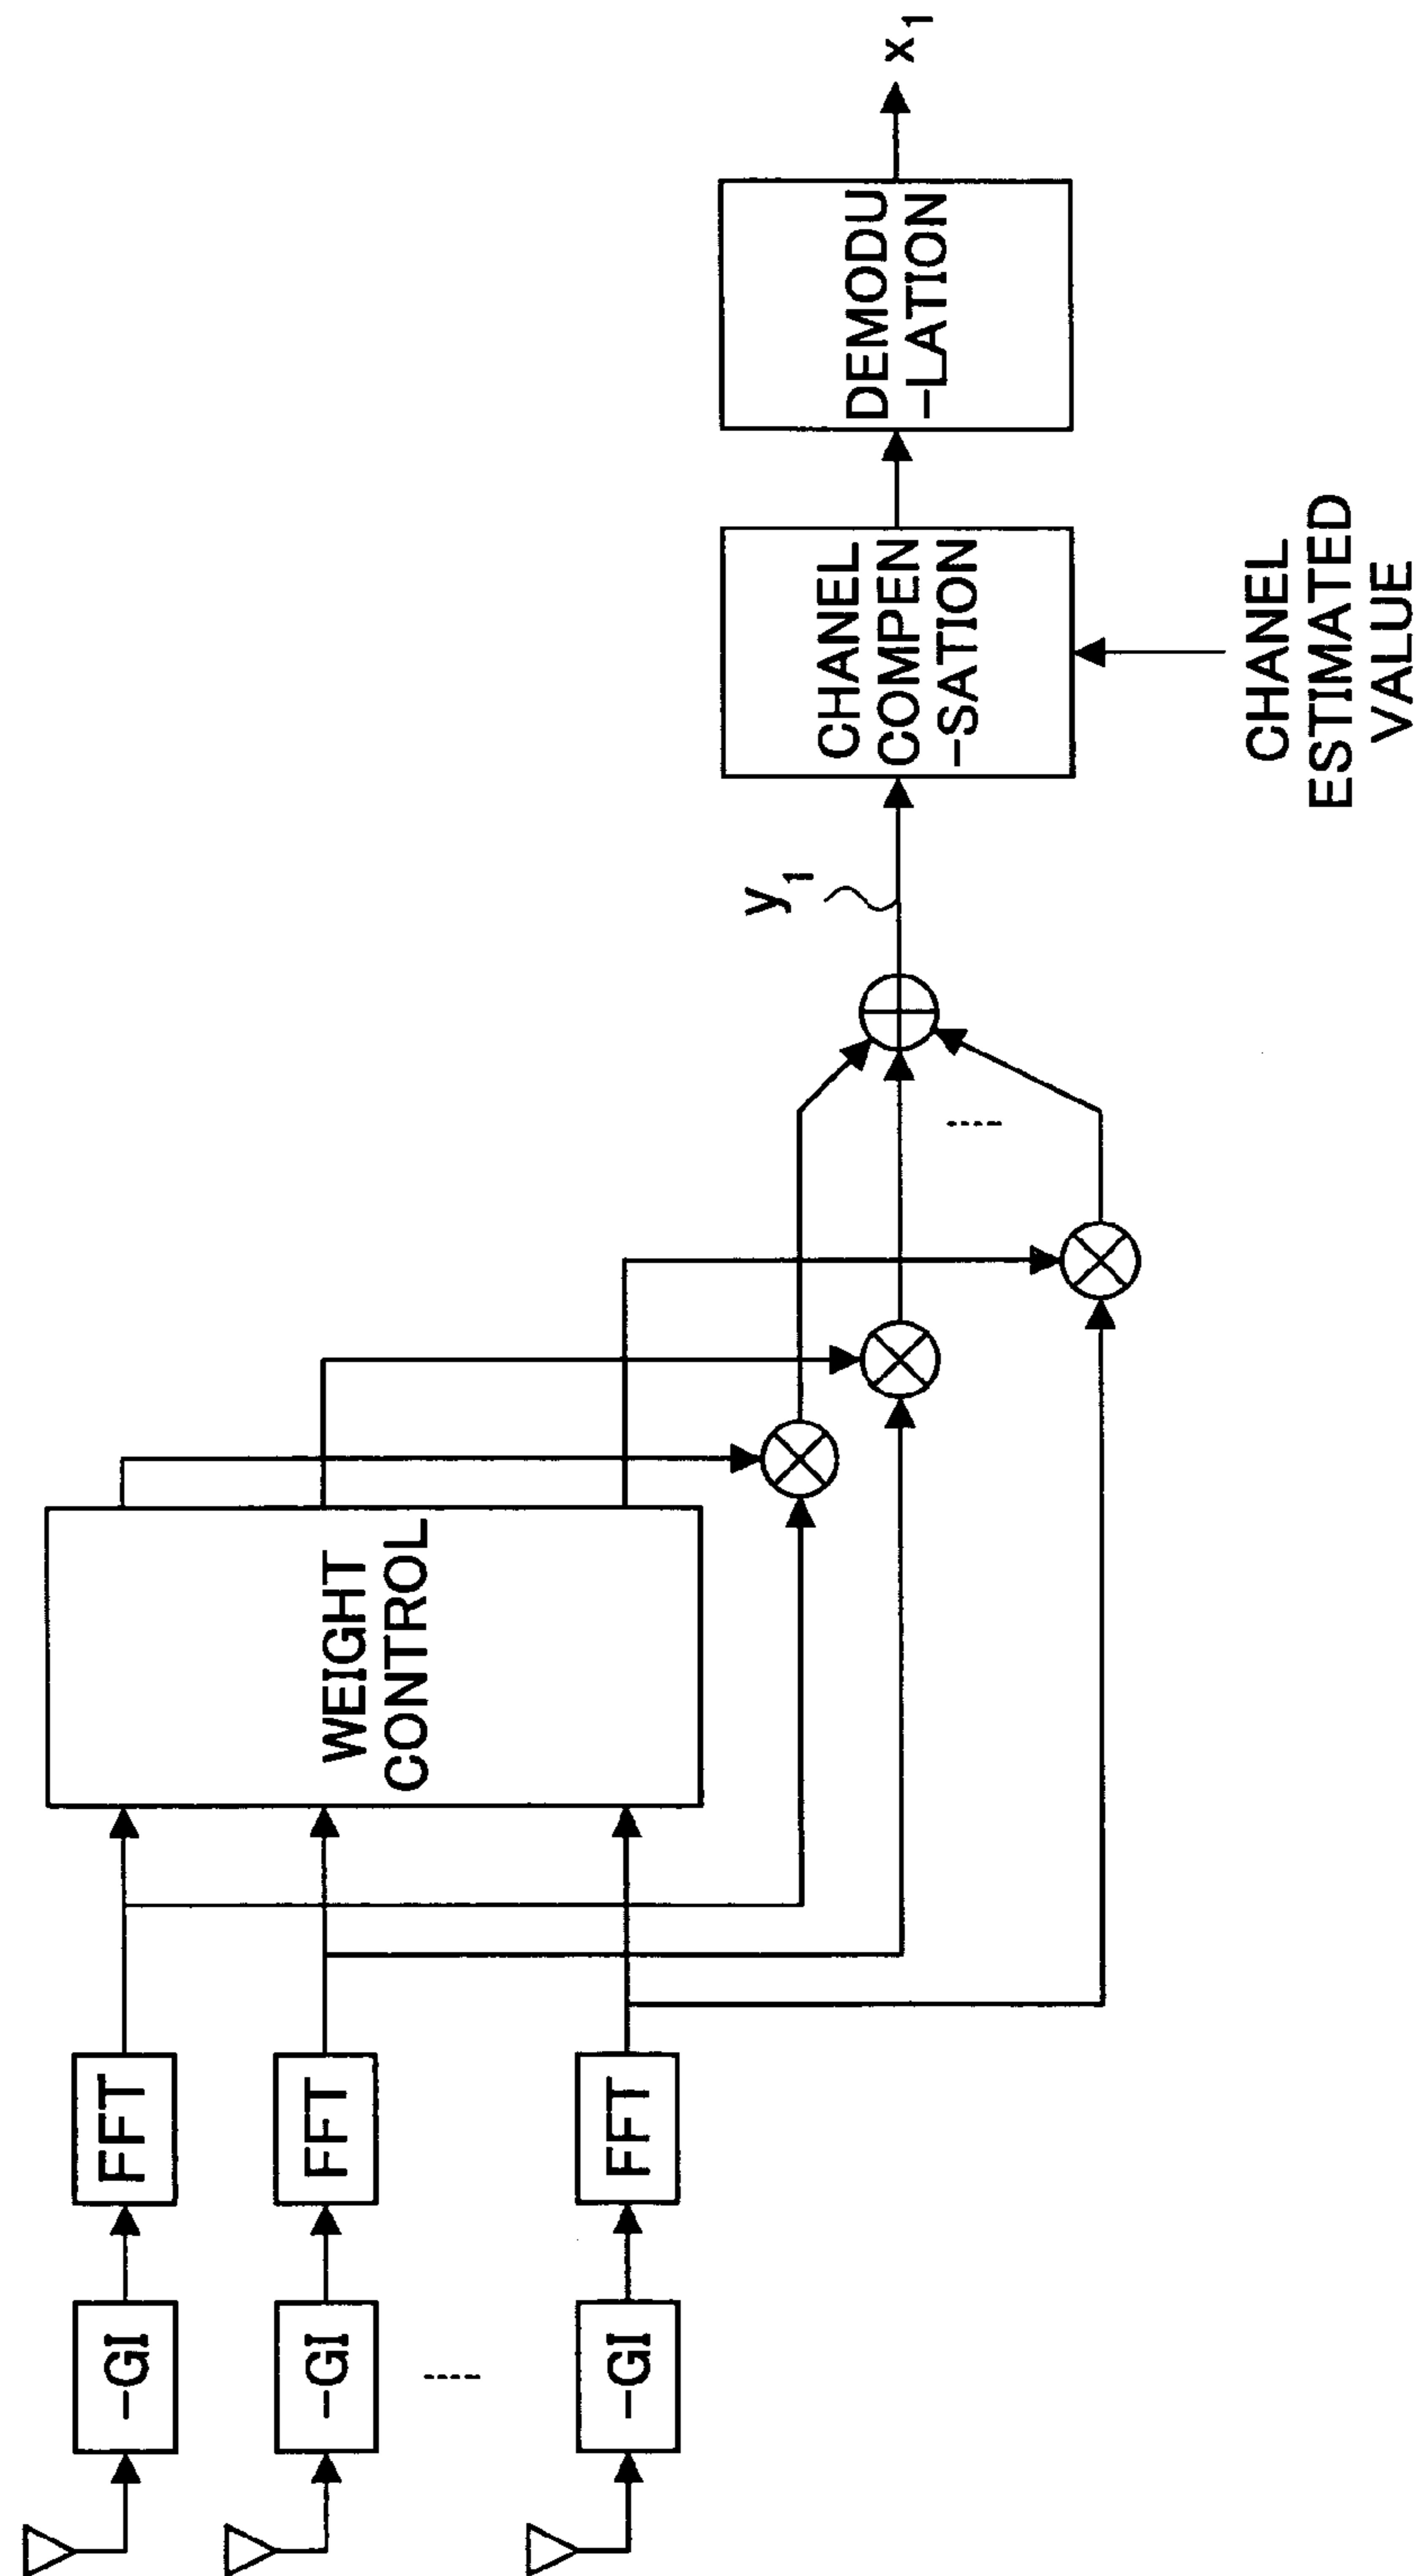 -GI
FFT
-GI
FFT
-GI
FFT
WEIGHT
CONTROL
y1
CHANEL
COMPEN
-SATION
CHANEL
ESTIMATED
VALUE
DEMODU
-LATION
x1